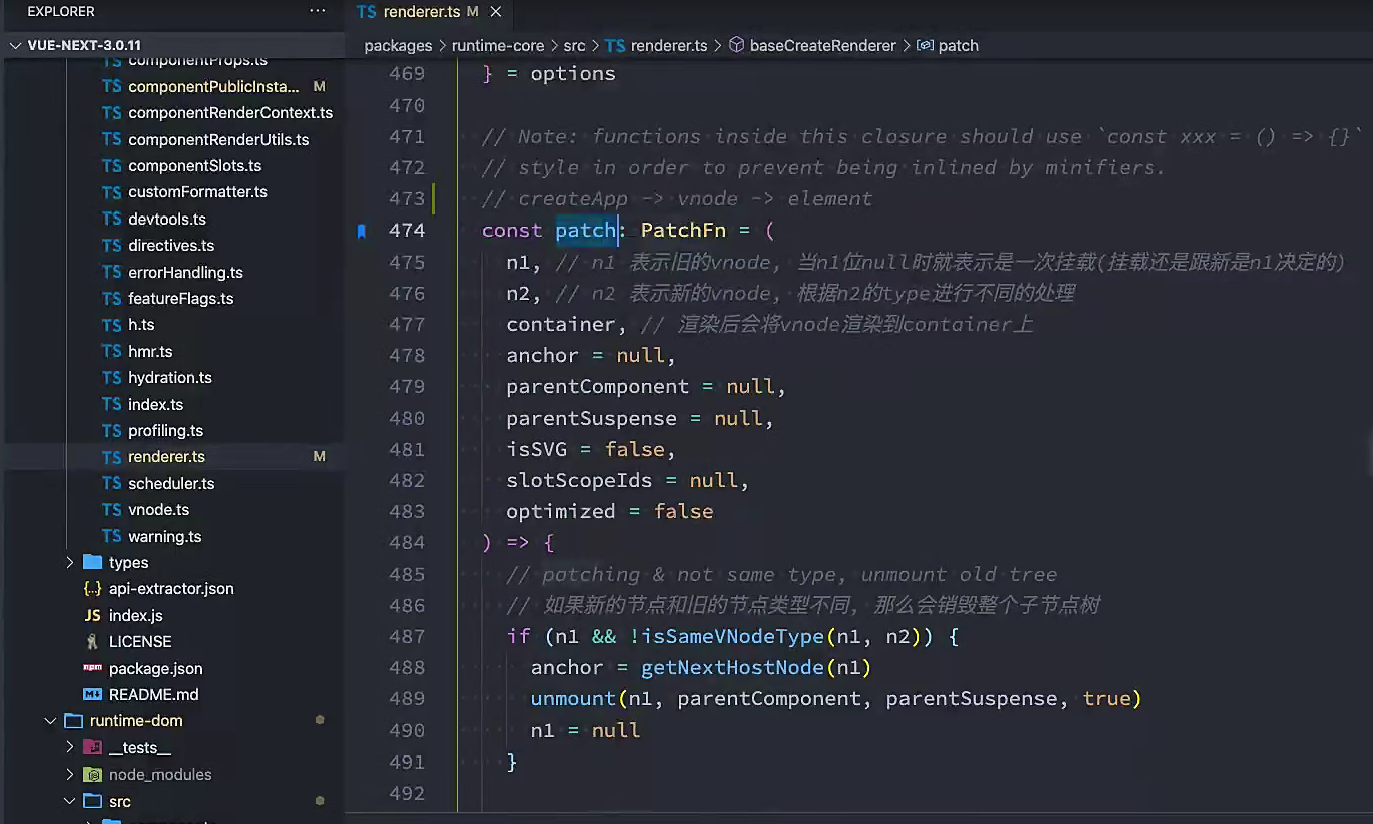 EXPLORER
VUE-NEXT-3.0.11
componentProps.ts
TS componentPublicInsta... M
TS componentRenderContext.ts
TS componentRenderUtils.ts
TS componentSlots.ts
TS customFormatter.ts
TS devtools.ts
TS directives.ts
TS errorHandling.ts
TS featureFlags.ts
TS h.ts
TS hmr.ts
TS hydration.ts
TS index.ts
TS profiling.ts
TS renderer.ts M
TS scheduler.ts
TS vnode.ts
TS warning.ts
types
{..} api-extractor.json
JS index.js
LICENSE
npm package.json
M↓ README.md
runtime-dom
__tests__
node_modules
src
TS renderer.ts M ×
packages > runtime-core > src > TS renderer.ts > baseCreateRenderer > patch
469 } = options
470
471 // Note: functions inside this closure should use `const xxx = () => {}`
472 // style in order to prevent being inlined by minifiers.
473 // createApp -> vnode -> element
474 const patch: PatchFn = (
475 n1, // n1 表示旧的vnode, 当n1位null时就表示是一次挂载(挂载还是跟新是n1决定的)
476 n2, // n2 表示新的vnode, 根据n2的type进行不同的处理
477 container, // 渲染后会将vnode渲染到container上
478 anchor = null,
479 parentComponent = null,
480 parentSuspense = null,
481 isSVG = false,
482 slotScopeIds = null,
483 optimized = false
484 ) => {
485 // patching & not same type, unmount old tree
486 // 如果新的节点和旧的节点类型不同, 那么会销毁整个子节点树
487 if (n1 && !isSameVNodeType(n1, n2)) {
488 anchor = getNextHostNode(n1)
489 unmount(n1, parentComponent, parentSuspense, true)
490 n1 = null
491 }
492